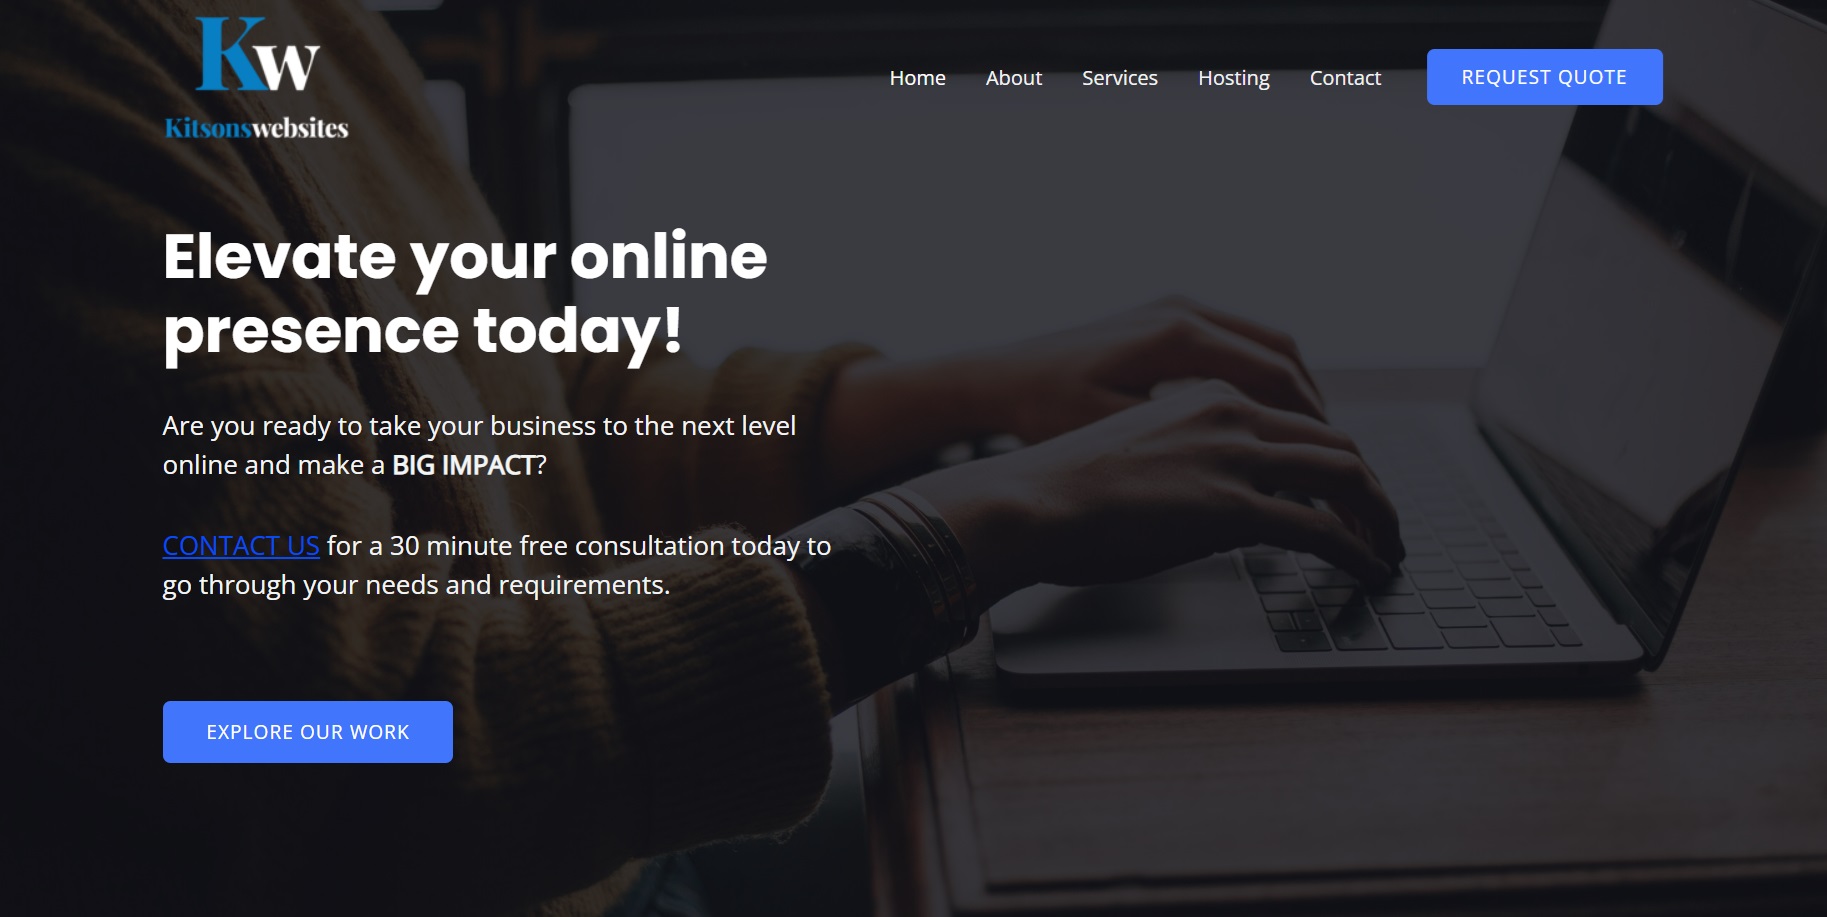 Kw
Kitsonswebsites
Home About Services Hosting Contact REQUEST QUOTE
Elevate your online
presence today!
Are you ready to take your business to the next level
online and make a BIG IMPACT?
CONTACT US for a 30 minute free consultation today to
go through your needs and requirements.
EXPLORE OUR WORK